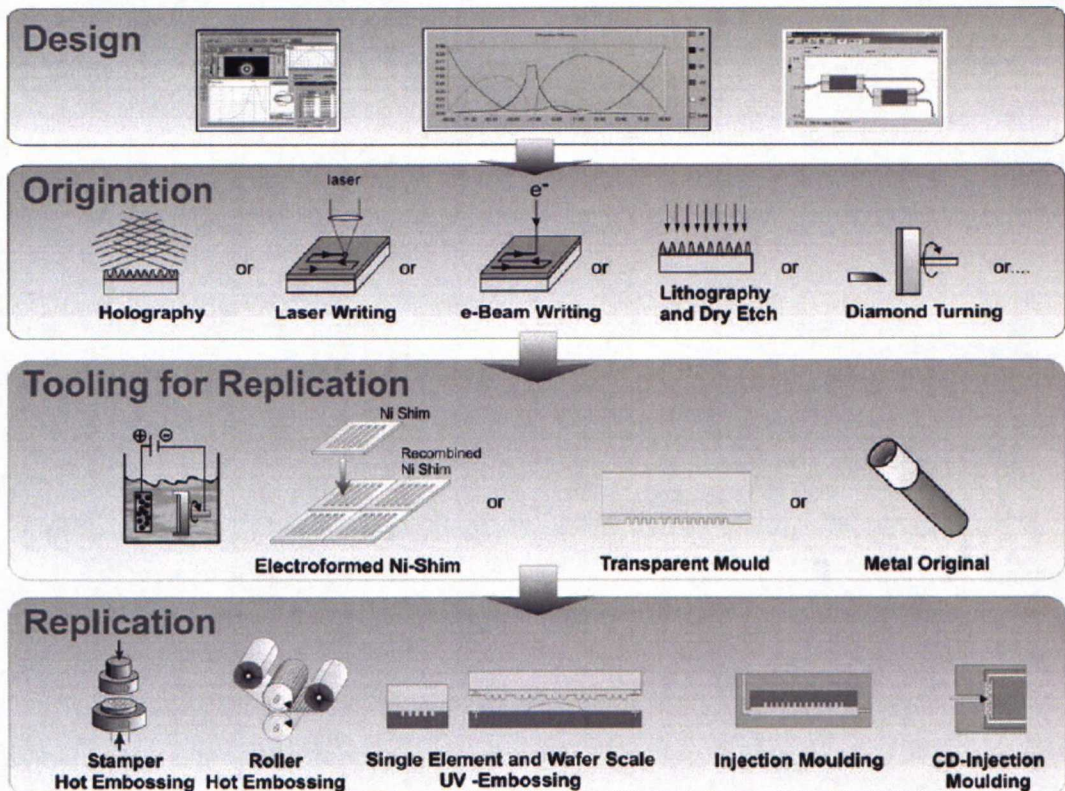 Design
Origination
laser
e-
or
or
or
or
or....
Holography
Laser Writing
e-Beam Writing
Lithography
and Dry Etch
Diamond Turning
Tooling for Replication
Ni Shim
Recombined
Ni Shim
or
or
Electroformed Ni-Shim
Transparent Mould
Metal Original
Replication
Stamper
Hot Embossing
Roller
Hot Embossing
Single Element and Wafer Scale
UV -Embossing
Injection Moulding
CD-Injection
Moulding